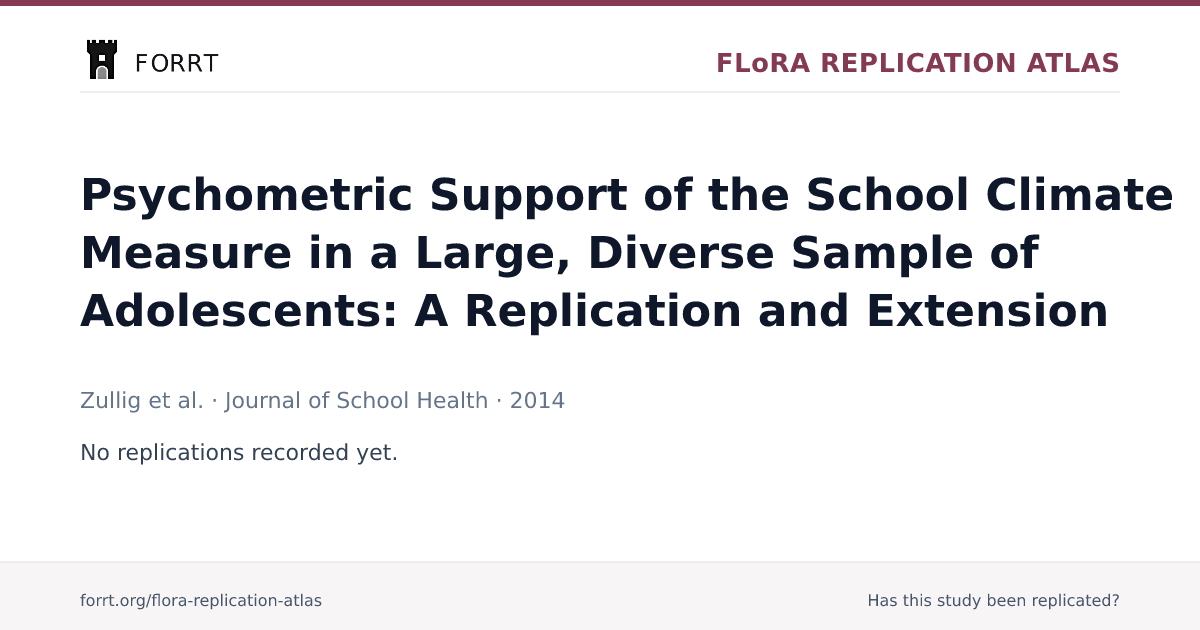 FORRT
FLoRA REPLICATION ATLAS
Psychometric Support of the School Climate
Measure in a Large, Diverse Sample of
Adolescents: A Replication and Extension
Zullig et al. · Journal of School Health · 2014
No replications recorded yet.
forrt.org/flora-replication-atlas
Has this study been replicated?